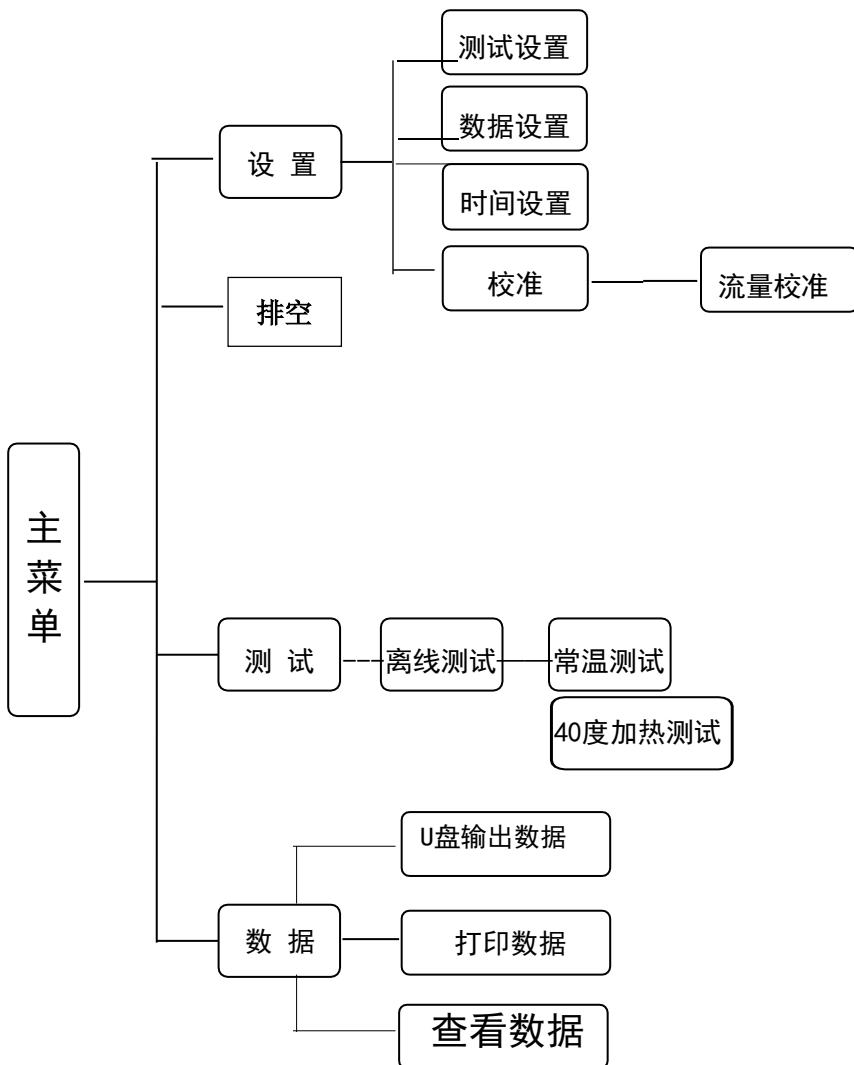 测试设置
数据设置
设 置
时间设置
校准
流量校准
排空
主
菜
单
测 试
离线测试
常温测试
40度加热测试
U盘输出数据
数 据
打印数据
查看数据